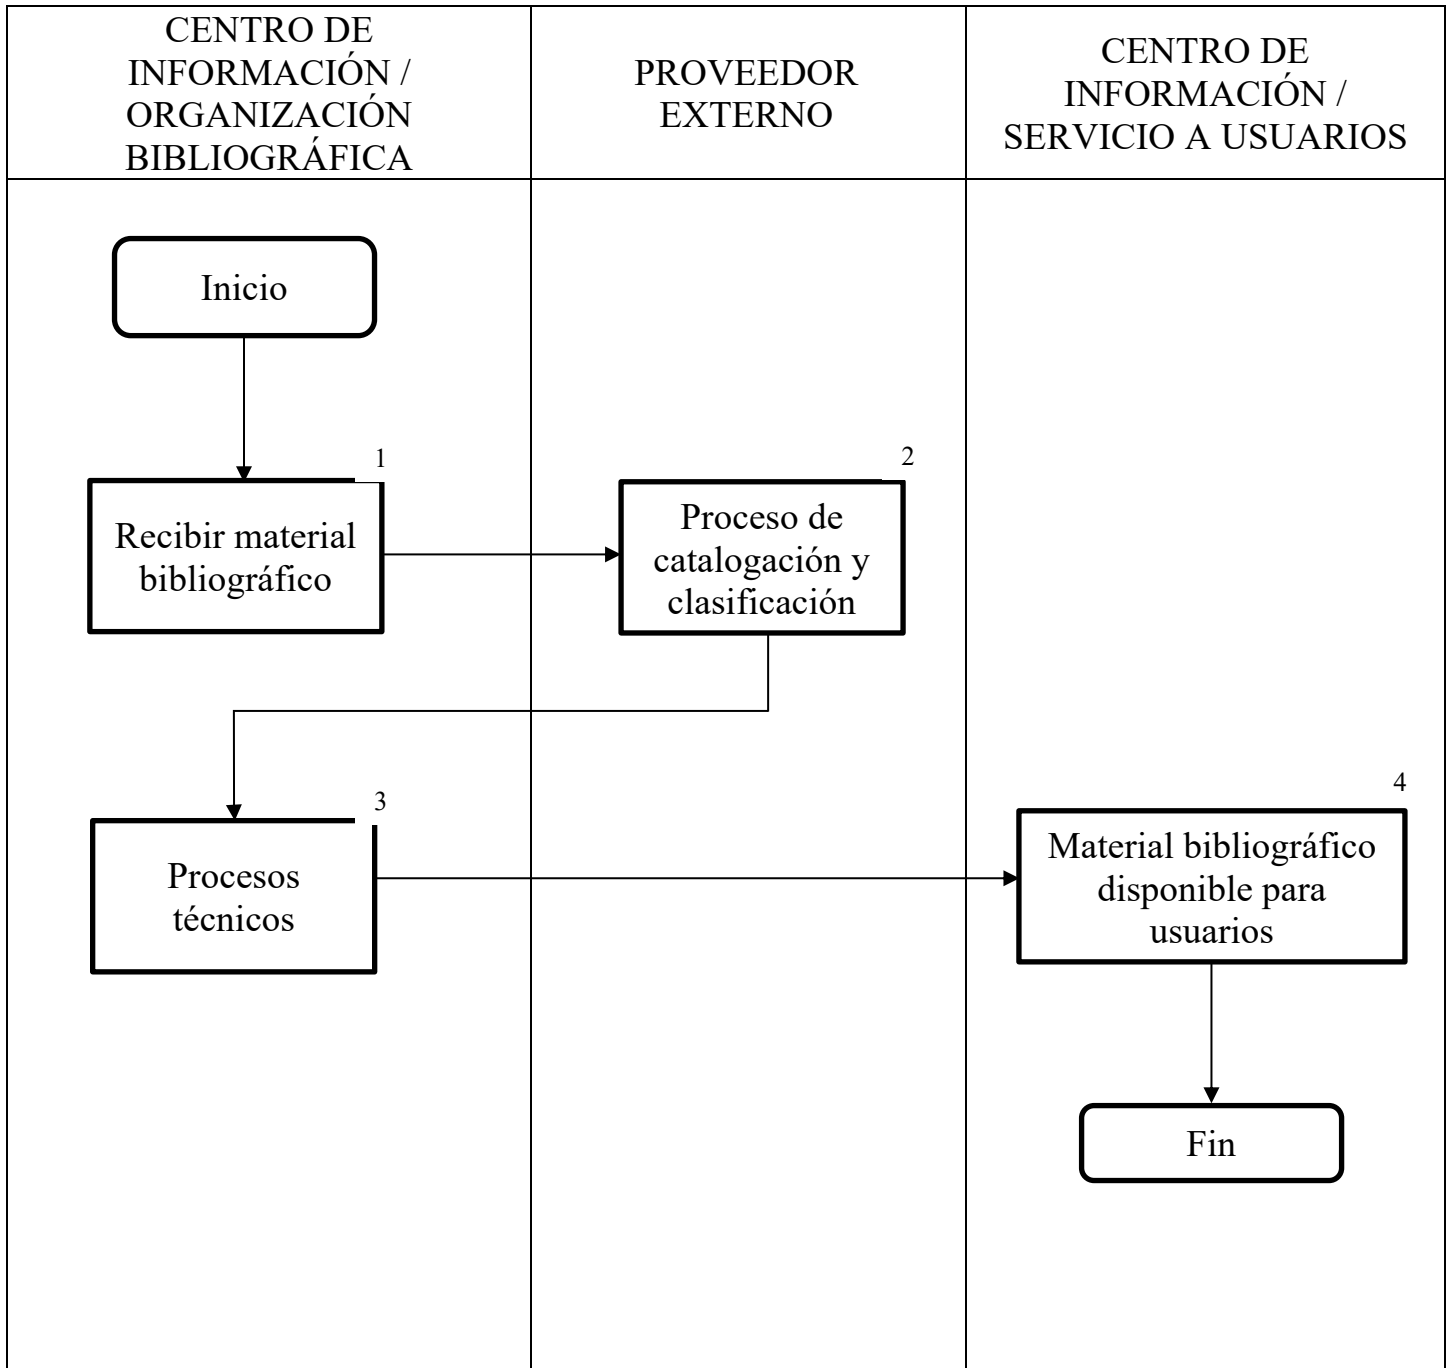 CENTRO DE
INFORMACIÓN /
ORGANIZACIÓN
BIBLIOGRÁFICA
PROVEEDOR
EXTERNO
CENTRO DE
INFORMACIÓN /
SERVICIO A USUARIOS
Inicio
1
Recibir material
bibliográfico
2
Proceso de
catalogación y
clasificación
3
Procesos
técnicos
4
Material bibliográfico
disponible para
usuarios
Fin